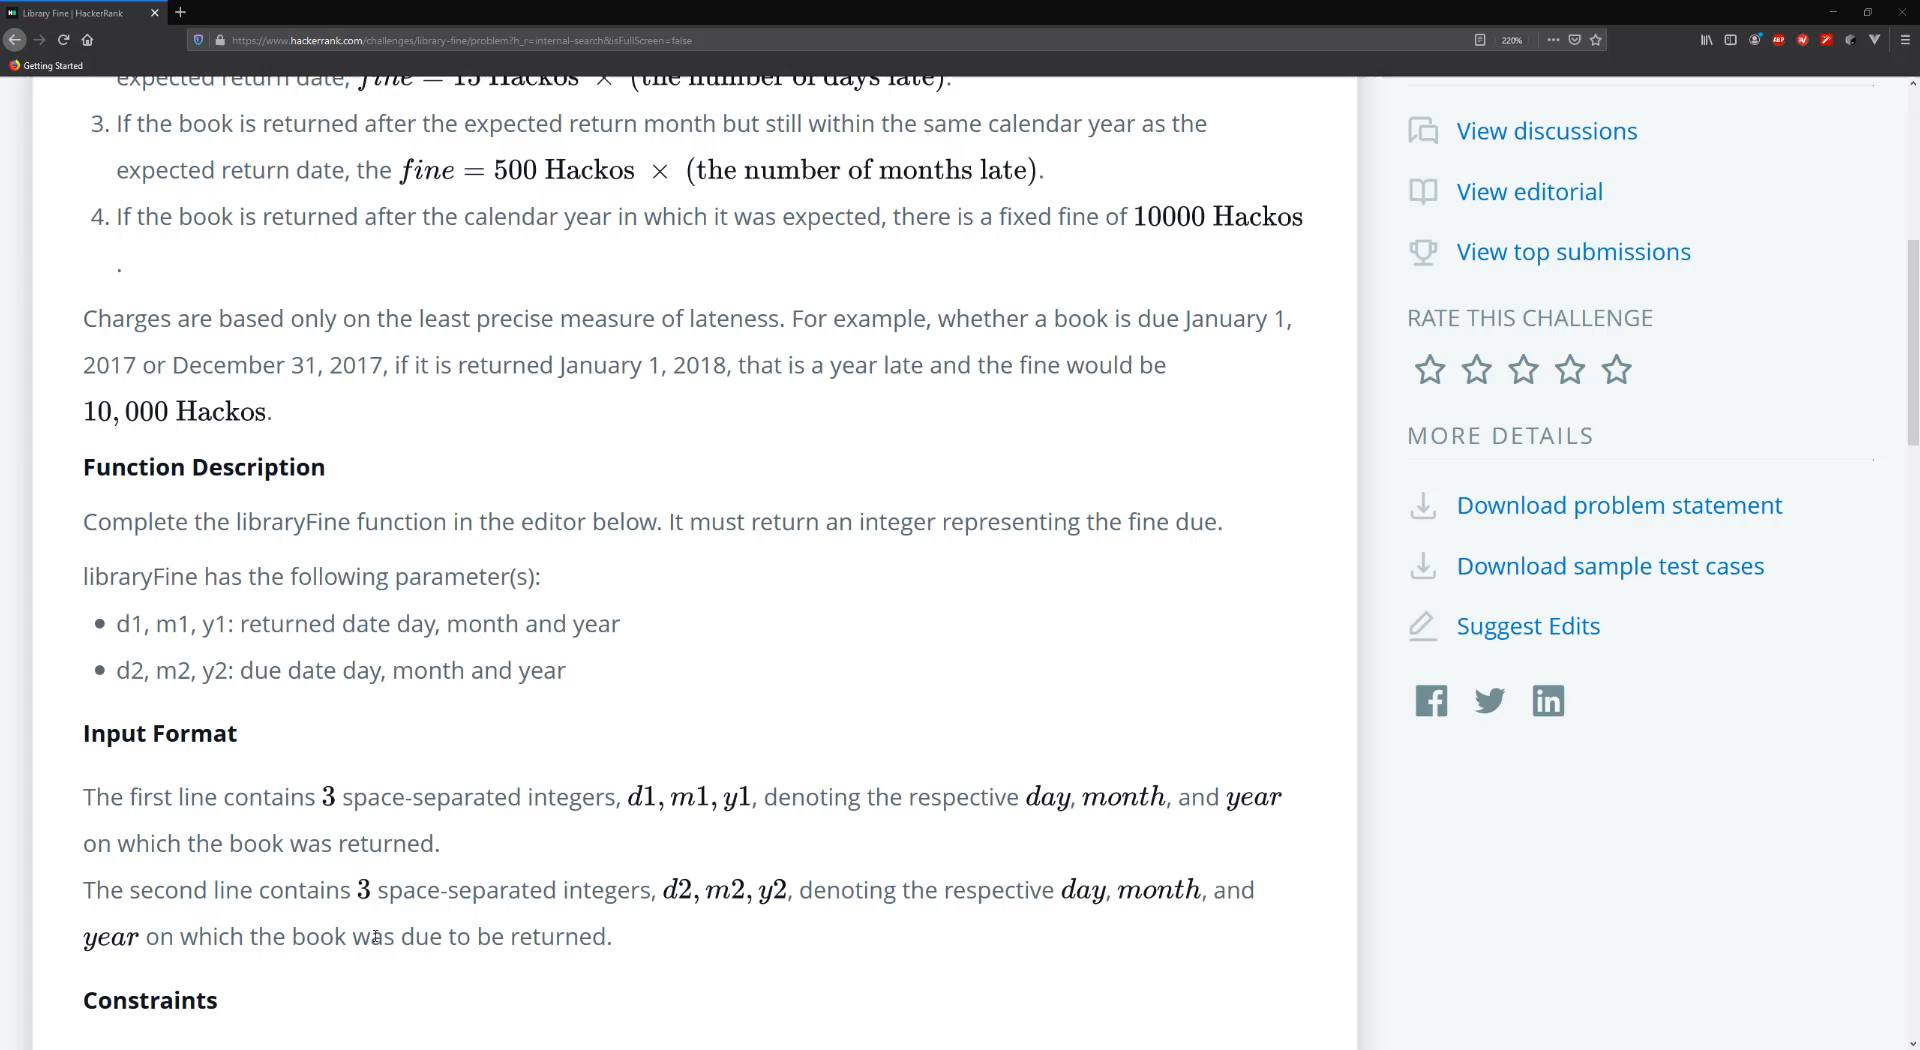 Library Fine | HackerRank
https://www.hackerrank.com/challenges/library-fine/problem?h_r=internal-search&isFullScreen=false
220%
ABP
Getting Started
expected return date, fine = 15 Hackos × (the number of days late).
3. If the book is returned after the expected return month but still within the same calendar year as the
expected return date, the fine = 500 Hackos × (the number of months late).
4. If the book is returned after the calendar year in which it was expected, there is a fixed fine of 10000 Hackos
.
Charges are based only on the least precise measure of lateness. For example, whether a book is due January 1,
2017 or December 31, 2017, if it is returned January 1, 2018, that is a year late and the fine would be
10,000 Hackos.
Function Description
Complete the libraryFine function in the editor below. It must return an integer representing the fine due.
libraryFine has the following parameter(s):
• d1, m1, y1: returned date day, month and year
• d2, m2, y2: due date day, month and year
Input Format
The first line contains 3 space-separated integers, d1, m1, y1, denoting the respective day, month, and year
on which the book was returned.
The second line contains 3 space-separated integers, d2, m2, y2, denoting the respective day, month, and
year on which the book was due to be returned.
Constraints
View discussions
View editorial
View top submissions
RATE THIS CHALLENGE
MORE DETAILS
Download problem statement
Download sample test cases
Suggest Edits